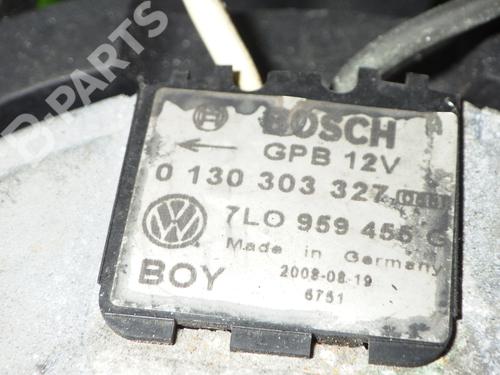 B-PARTS
BOSCH
GPB 12V
0 130 303 327
7L0 959 455 G
Made in Germany
BOY
2008-08-19
6751